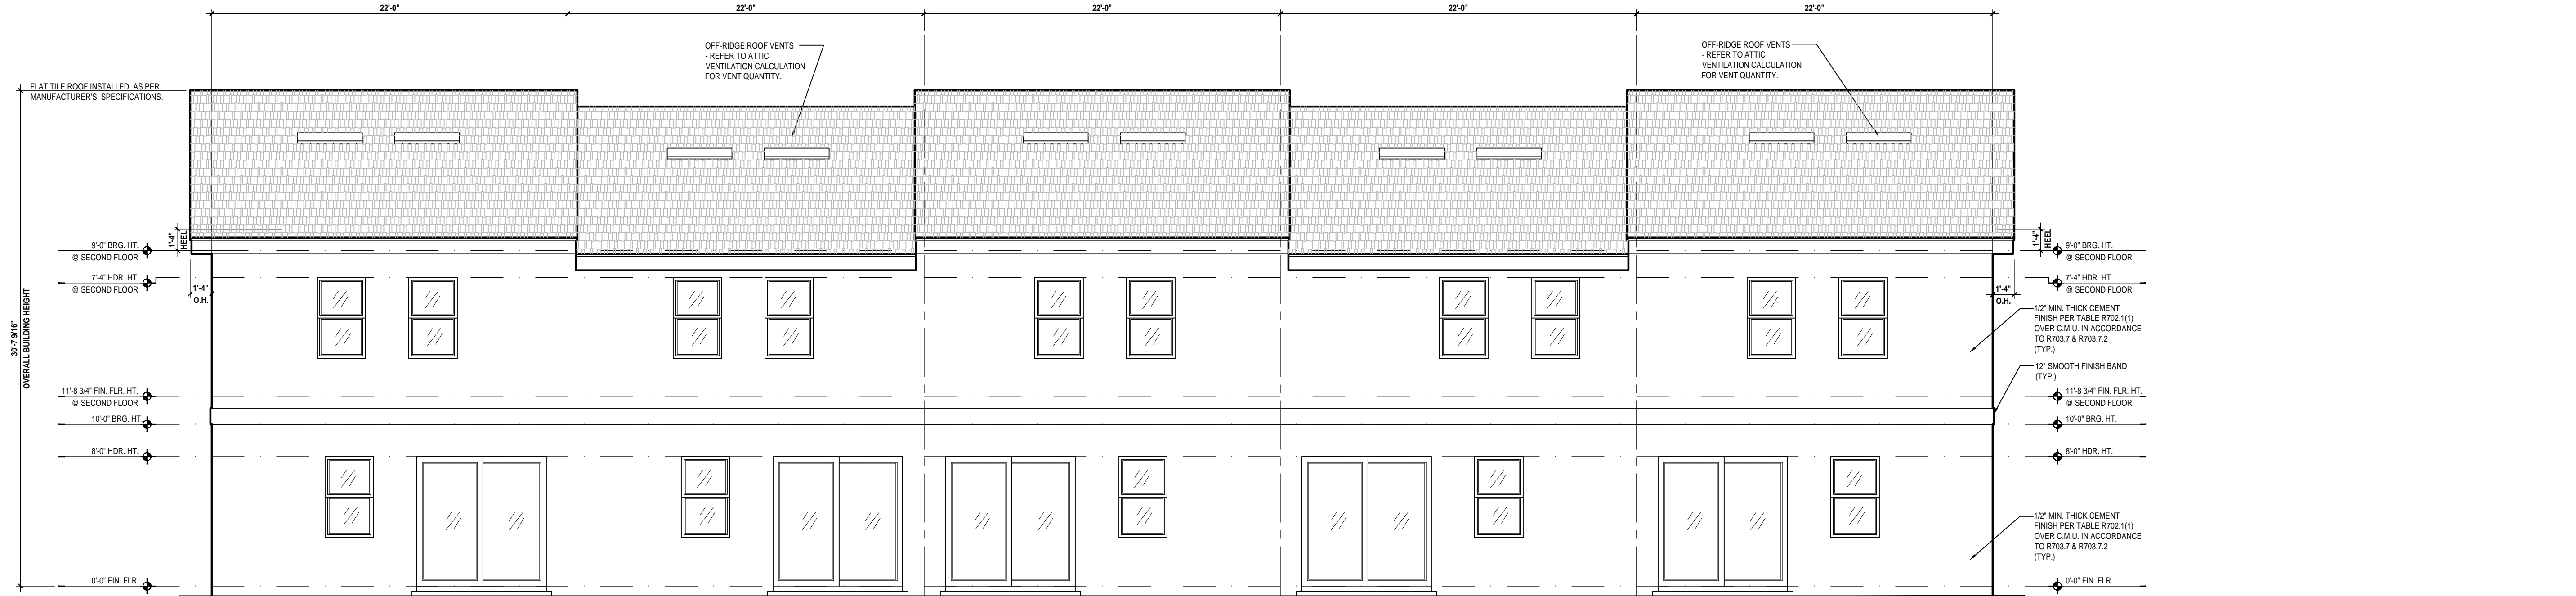 22'-0"
22'-0"
22'-0"
22'-0"
22'-0"
OFF-RIDGE ROOF VENTS
- REFER TO ATTIC
VENTILATION CALCULATION
FOR VENT QUANTITY.
OFF-RIDGE ROOF VENTS
- REFER TO ATTIC
VENTILATION CALCULATION
FOR VENT QUANTITY.
FLAT TILE ROOF INSTALLED AS PER
MANUFACTURER'S SPECIFICATIONS.
30'-7 9/16"
OVERALL BUILDING HEIGHT
1'-4"
HEEL
9'-0" BRG. HT.
@ SECOND FLOOR
7'-4" HDR. HT.
@ SECOND FLOOR
1'-4"
O.H.
11'-8 3/4" FIN. FLR. HT.
@ SECOND FLOOR
10'-0" BRG. HT.
8'-0" HDR. HT.
0'-0" FIN. FLR.
1'-4"
HEEL
9'-0" BRG. HT.
@ SECOND FLOOR
7'-4" HDR. HT.
@ SECOND FLOOR
1'-4"
O.H.
1/2" MIN. THICK CEMENT
FINISH PER TABLE R702.1(1)
OVER C.M.U. IN ACCORDANCE
TO R703.7 & R703.7.2
(TYP.)
12" SMOOTH FINISH BAND
(TYP.)
11'-8 3/4" FIN. FLR. HT.
@ SECOND FLOOR
10'-0" BRG. HT.
8'-0" HDR. HT.
1/2" MIN. THICK CEMENT
FINISH PER TABLE R702.1(1)
OVER C.M.U. IN ACCORDANCE
TO R703.7 & R703.7.2
(TYP.)
0'-0" FIN. FLR.